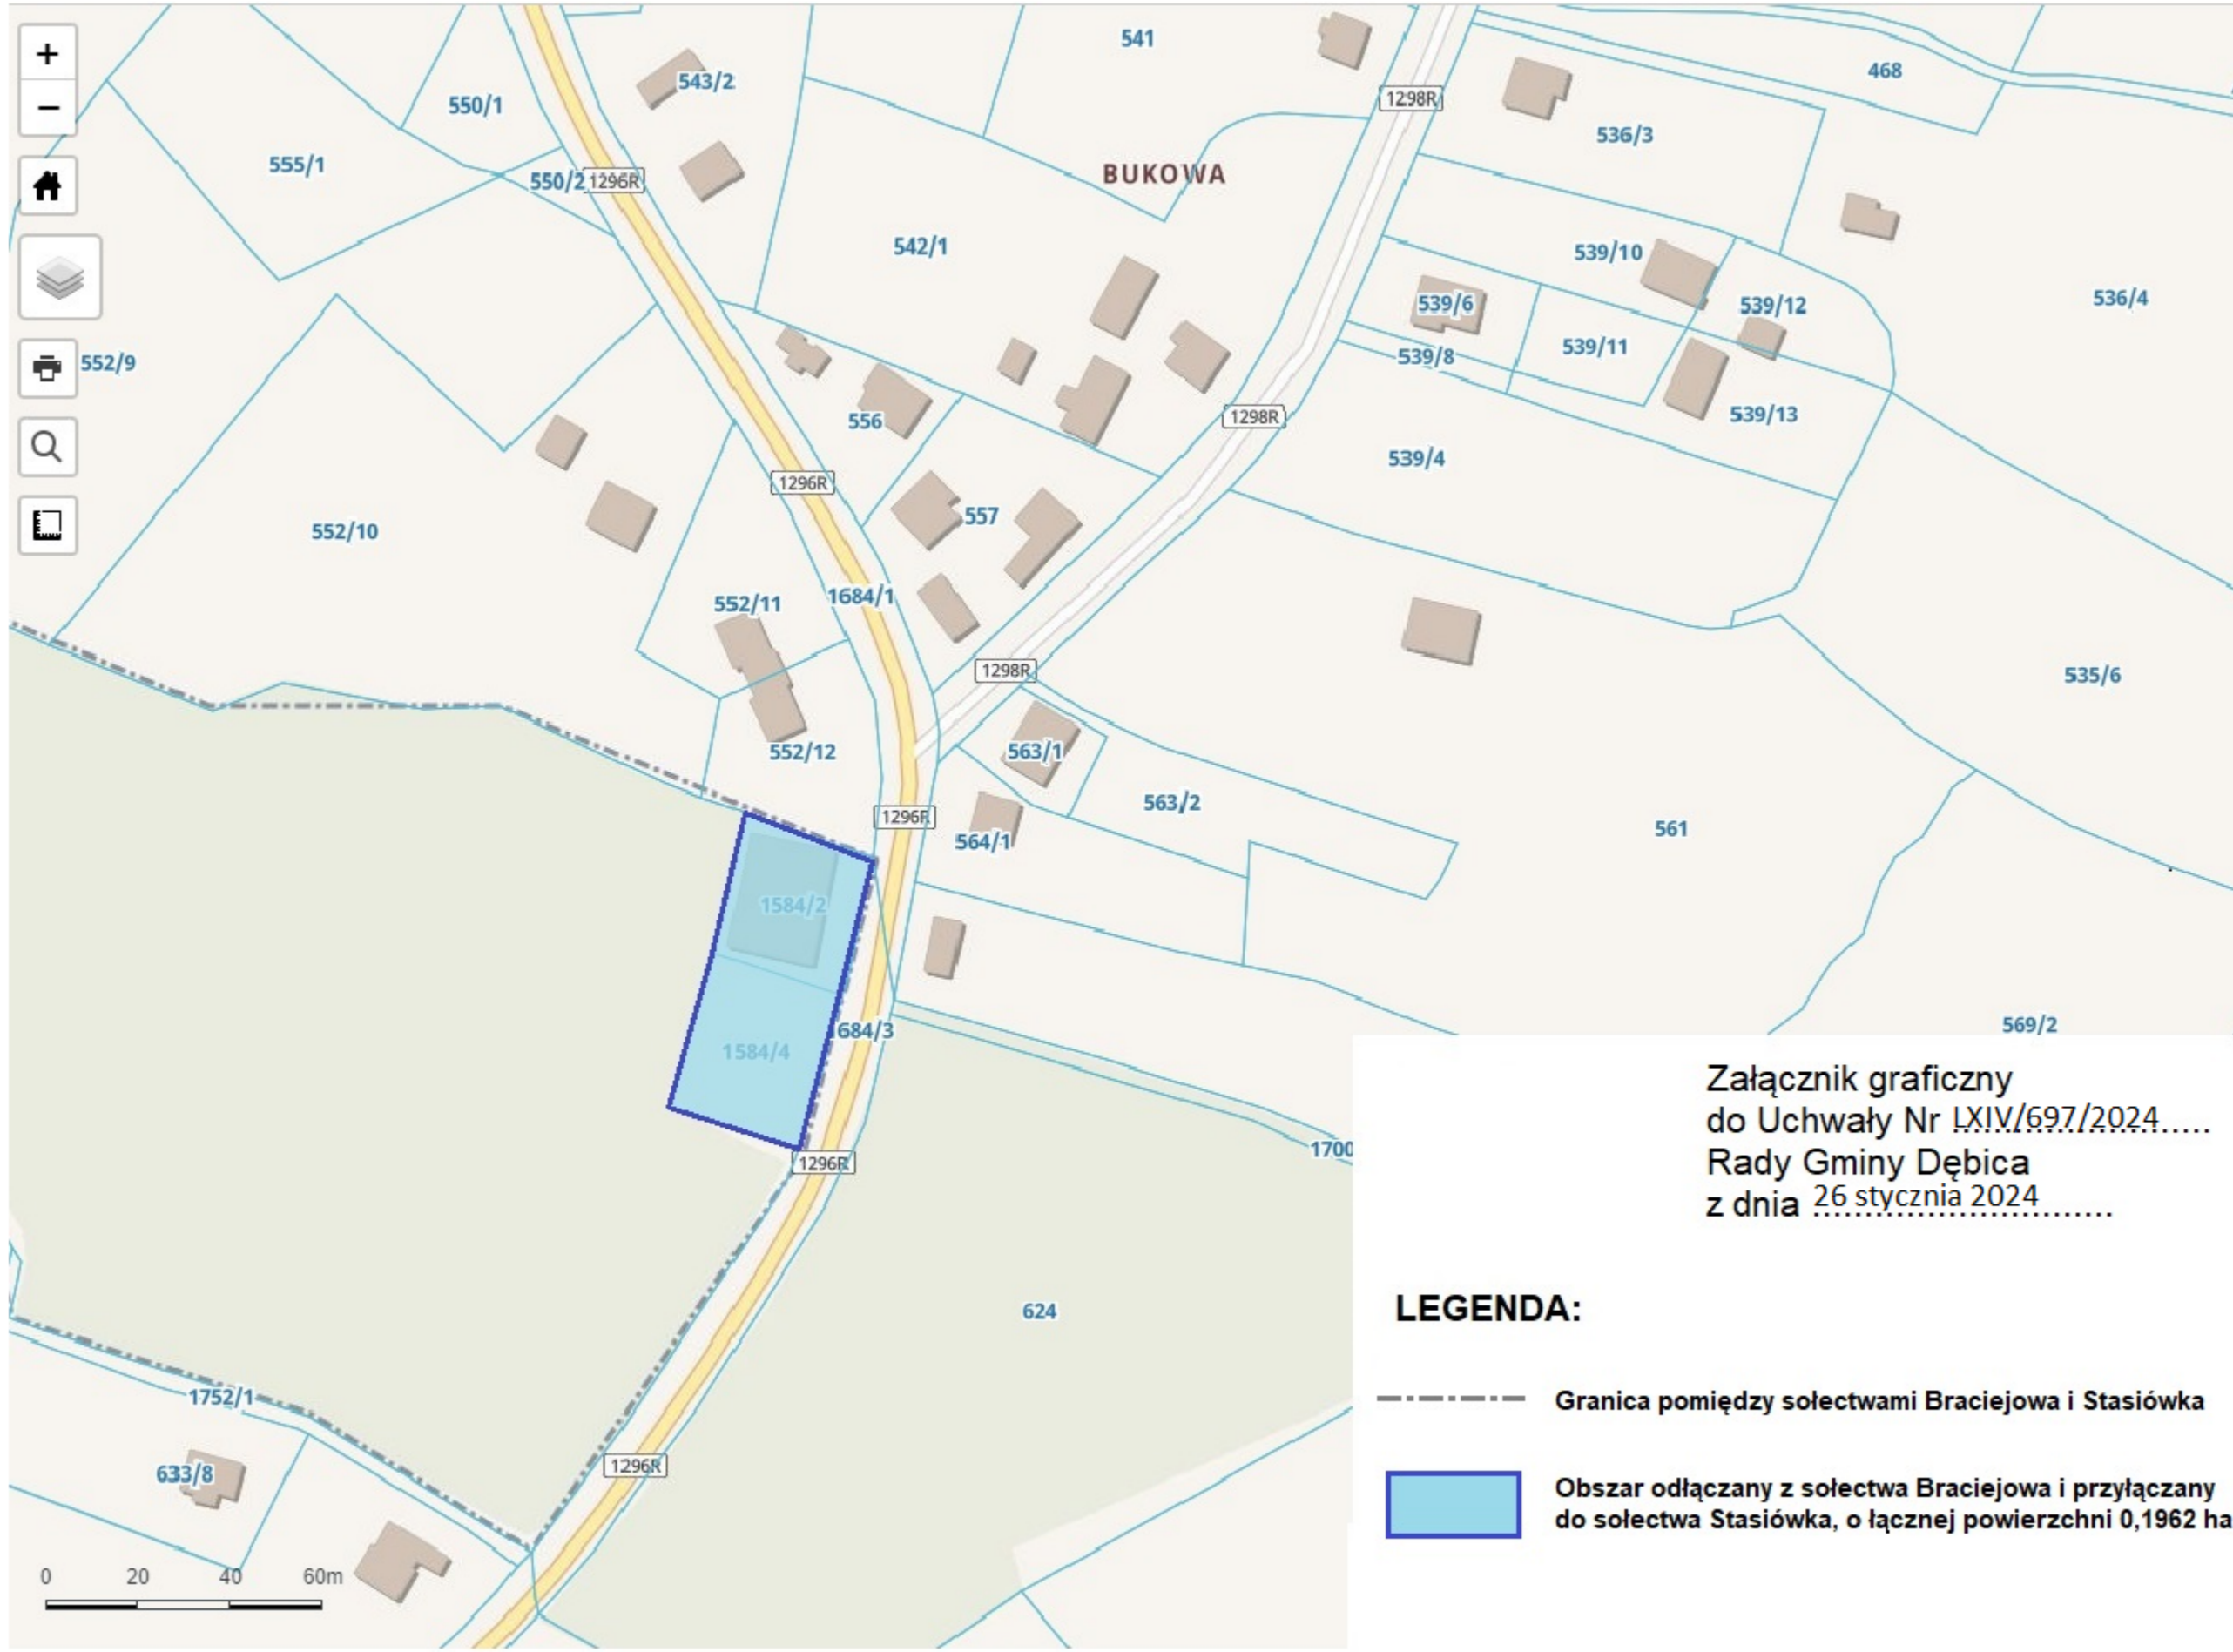 +
541
468
543/2
550/1
1298R
−
536/3
555/1
BUKOWA
550/2
1296R
542/1
539/10
536/4
539/6
539/12
539/11
539/8
552/9
539/13
556
1298R
539/4
1296R
557
552/10
1684/1
552/11
1298R
535/6
563/1
552/12
563/2
1296R
561
564/1
1584/2
569/2
684/3
1584/4
Załącznik graficzny
do Uchwały Nr LXIV/697/2024
1700
Rady Gminy Dębica
1296R
z dnia 26 stycznia 2024
LEGENDA:
624
1752/1
Granica pomiędzy sołectwami Braciejowa i Stasiówka
1296R
633/8
Obszar odłączany z sołectwa Braciejowa i przyłączany
do sołectwa Stasiówka, o łącznej powierzchni 0,1962 ha
0 20 40 60m